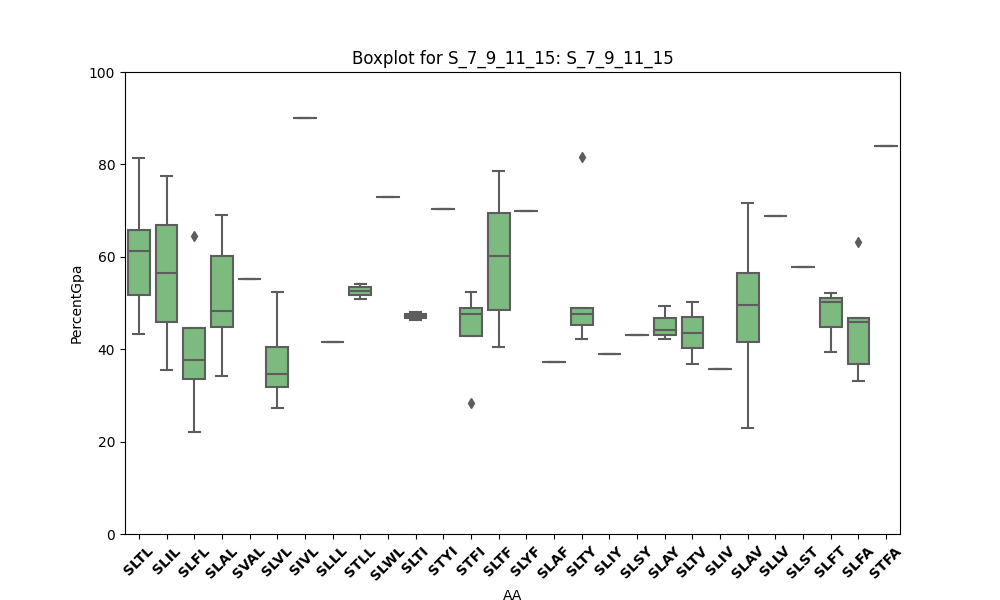 Boxplot for S_7_9_11_15: S_7_9_11_15
PercentGpa
100
80
60
40
20
0
SLTL SLIL SLFL SLAL SVAL SLVL SIVL SLLL STLL SLWL SLTI STYI STFI SLTF SLYF SLAF SLTY SLIY SLSY SLAY SLTV SLIV SLAV SLLV SLST SLFT SLFA STFA
AA